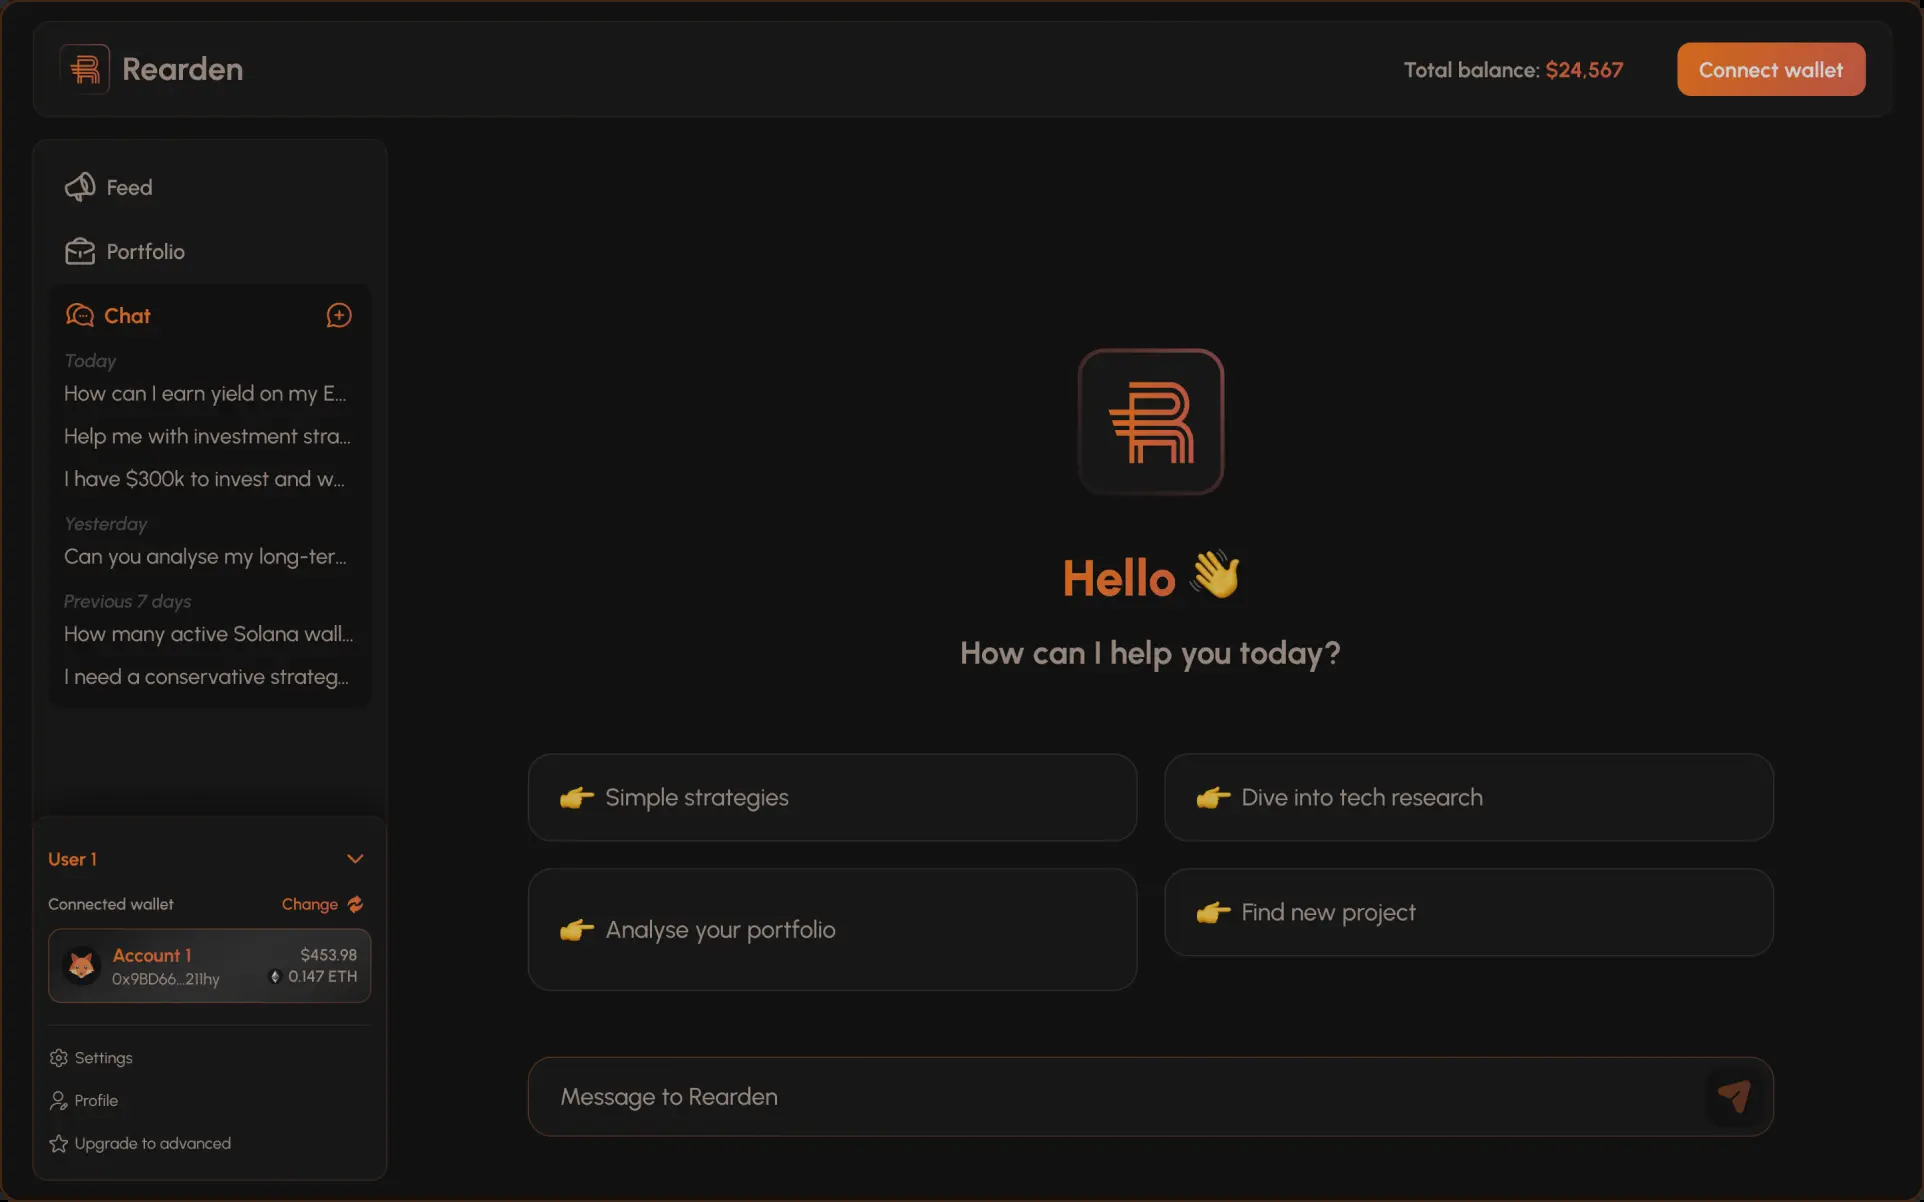 Rearden
Total balance: $24,567
Connect wallet
Feed
Portfolio
Chat
Today
How can I earn yield on my E...
Help me with investment stra...
I have $300k to invest and w...
Yesterday
Can you analyse my long-ter...
Previous 7 days
How many active Solana wall...
I need a conservative strateg...
User 1
Connected wallet
Change
Account 1
$453.98
0x9BD66...211hy
0.147 ETH
Settings
Profile
Upgrade to advanced
Hello 👋
How can I help you today?
👉 Simple strategies
👉 Dive into tech research
👉 Analyse your portfolio
👉 Find new project
Message to Rearden